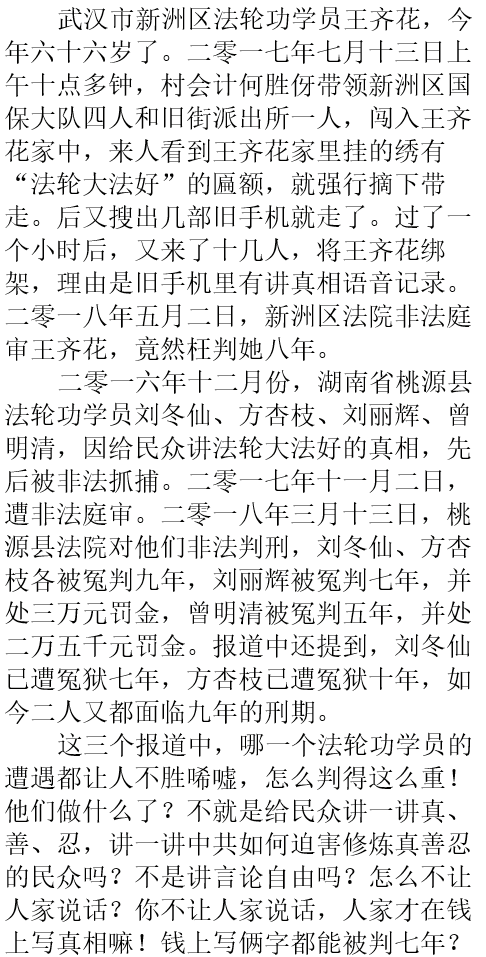 武汉市新洲区法轮功学员王齐花，今
年六十六岁了。二零一七年七月十三日上
午十点多钟，村会计何胜伢带领新洲区国
保大队四人和旧街派出所一人，闯入王齐
花家中，来人看到王齐花家里挂的绣有
“法轮大法好”的匾额，就强行摘下带
走。后又搜出几部旧手机就走了。过了一
个小时后，又来了十几人，将王齐花绑
架，理由是旧手机里有讲真相语音记录。
二零一八年五月二日，新洲区法院非法庭
审王齐花，竟然枉判她八年。
二零一六年十二月份，湖南省桃源县
法轮功学员刘冬仙、方杏枝、刘丽辉、曾
明清，因给民众讲法轮大法好的真相，先
后被非法抓捕。二零一七年十一月二日，
遭非法庭审。二零一八年三月十三日，桃
源县法院对他们非法判刑，刘冬仙、方杏
枝各被冤判九年，刘丽辉被冤判七年，并
处三万元罚金，曾明清被冤判五年，并处
二万五千元罚金。报道中还提到，刘冬仙
已遭冤狱七年，方杏枝已遭冤狱十年，如
今二人又都面临九年的刑期。
这三个报道中，哪一个法轮功学员的
遭遇都让人不胜唏嘘，怎么判得这么重！
他们做什么了？不就是给民众讲一讲真、
善、忍，讲一讲中共如何迫害修炼真善忍
的民众吗？不是讲言论自由吗？怎么不让
人家说话？你不让人家说话，人家才在钱
上写真相嘛！钱上写俩字都能被判七年？